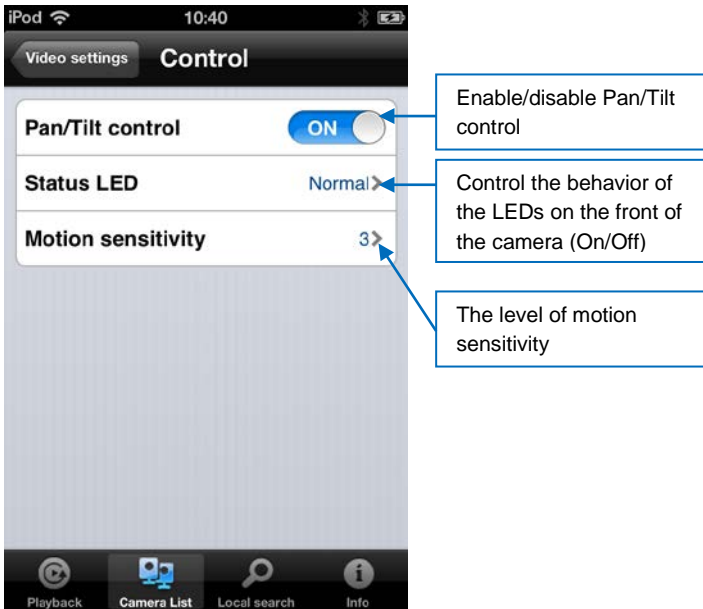 iPod 10:40
Video settings Control
Pan/Tilt control ON
Status LED Normal
Motion sensitivity 3
Enable/disable Pan/Tilt
control
Control the behavior of
the LEDs on the front of
the camera (On/Off)
The level of motion
sensitivity
Playback Camera List Local search Info